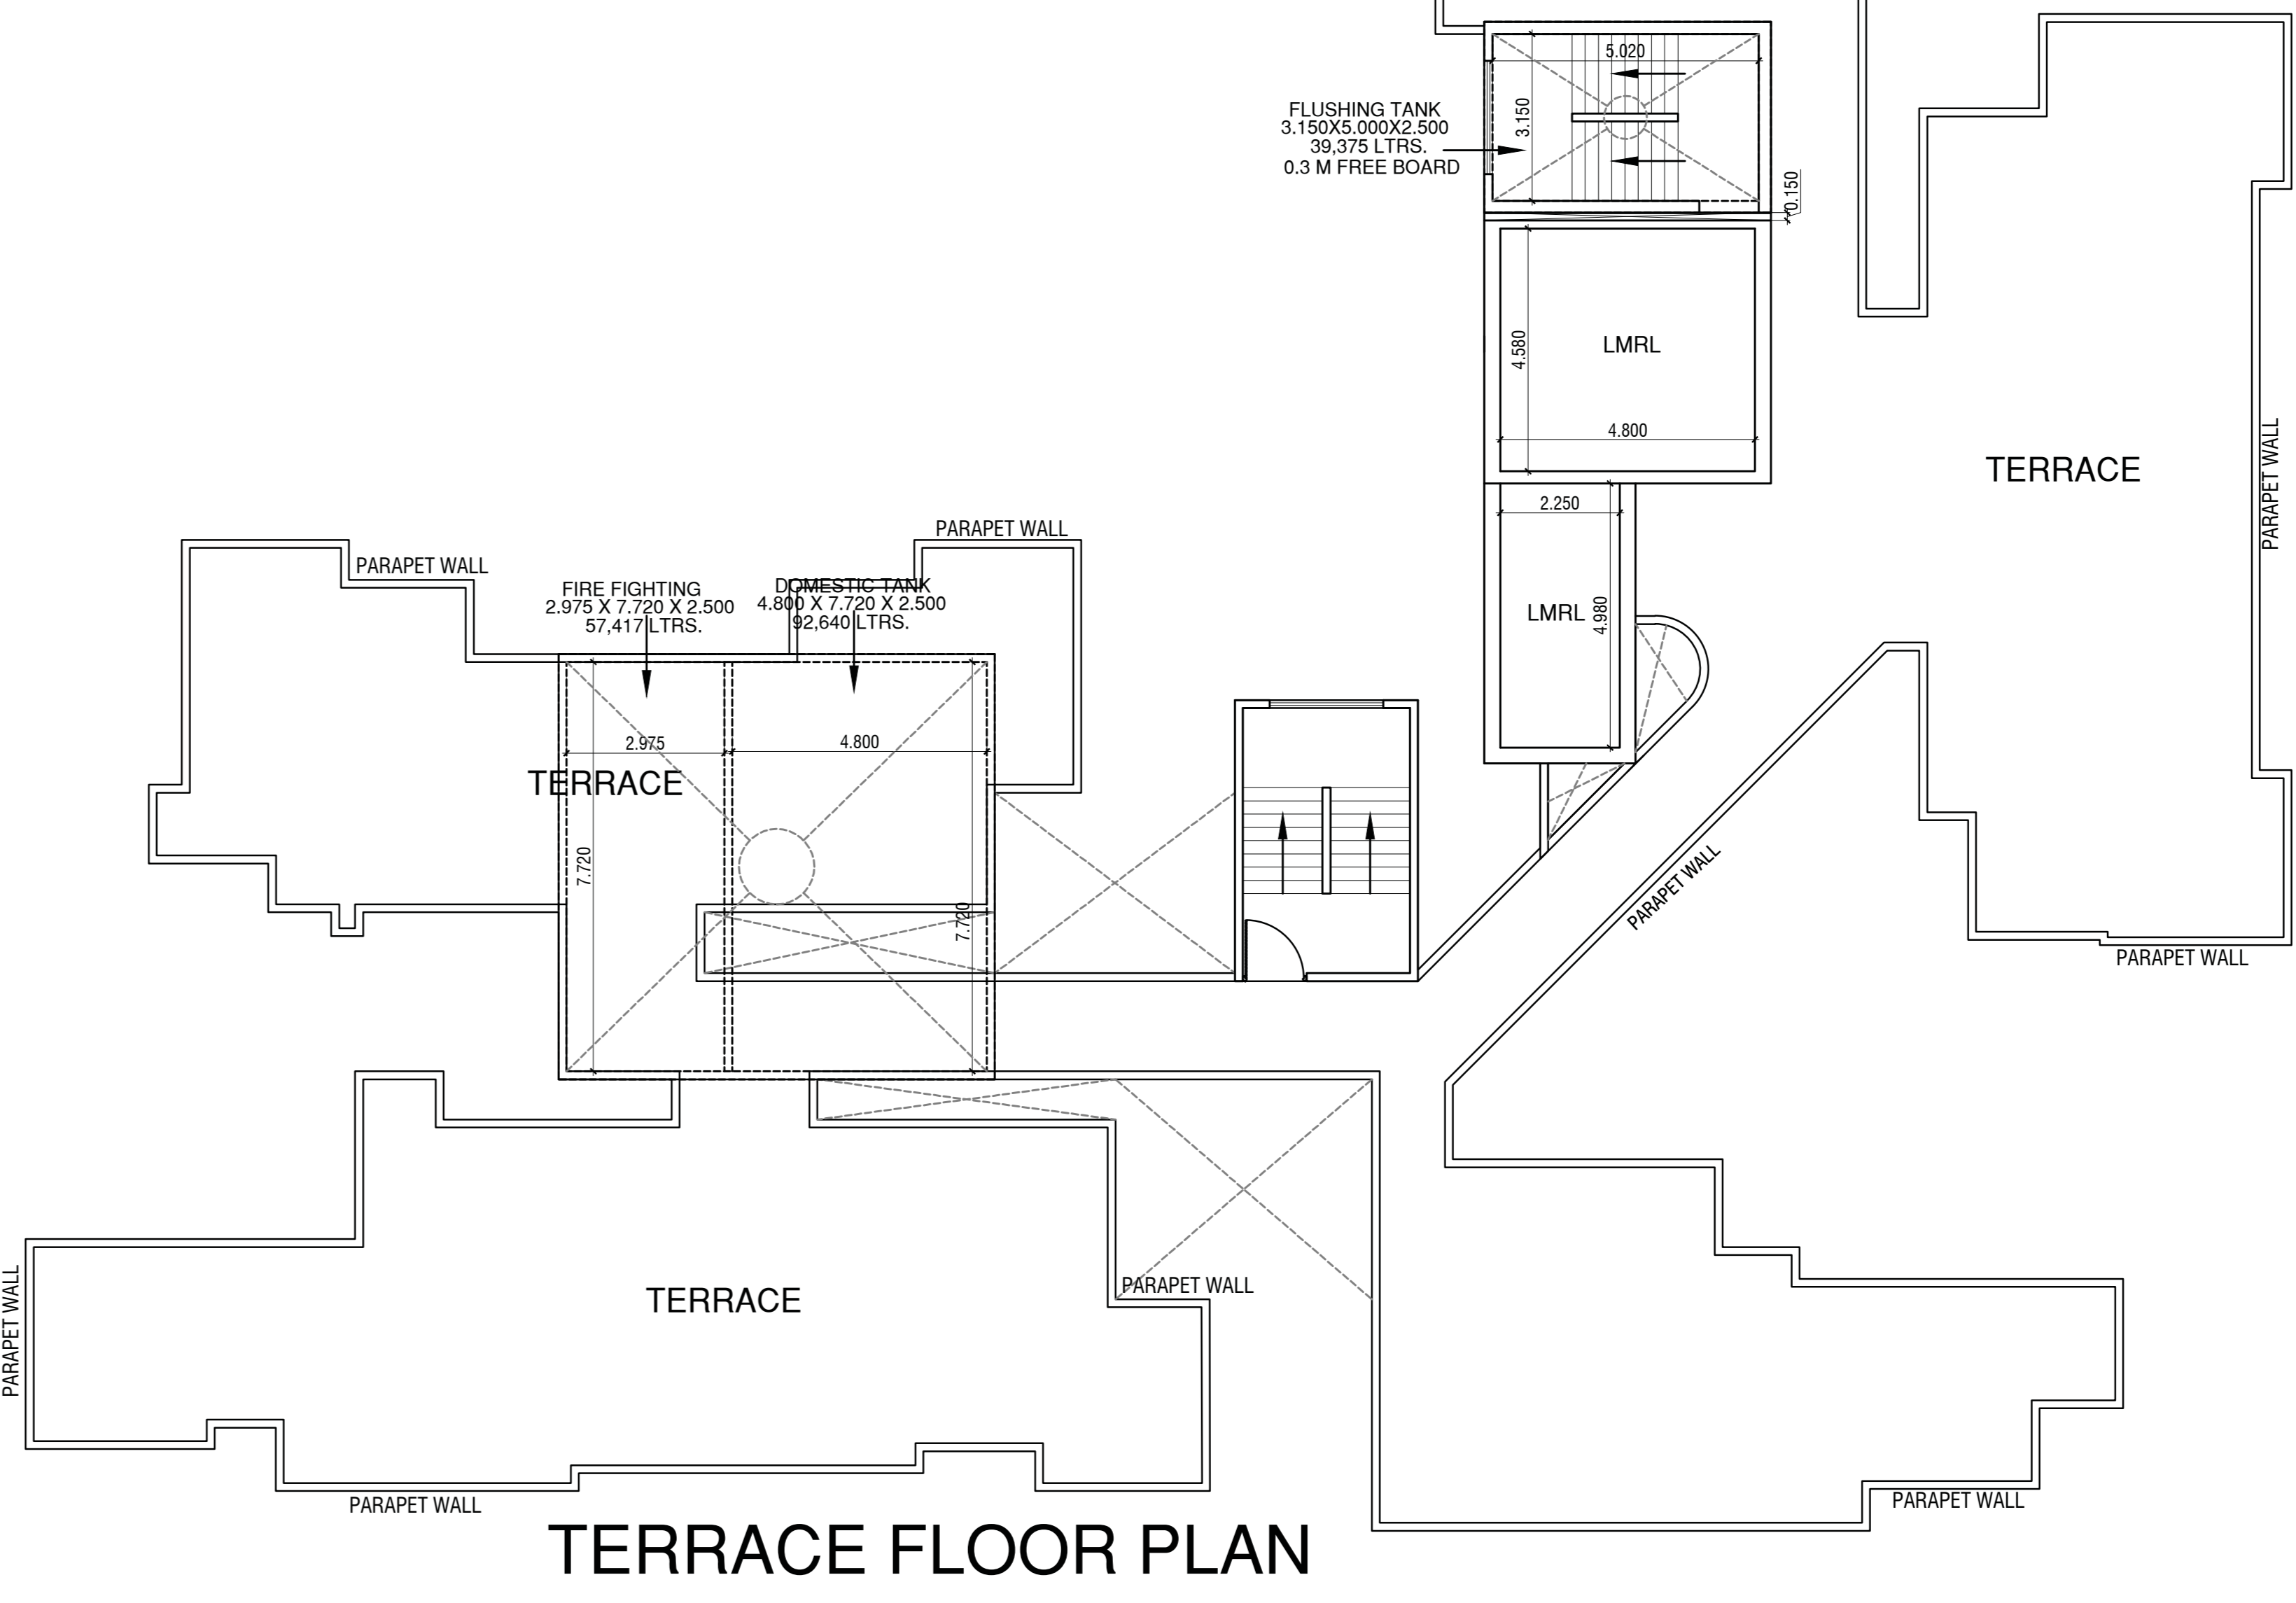 5.020
3.150
FLUSHING TANK
3.150X5.000X2.500
39,375 LTRS.
0.3 M FREE BOARD
0.150
LMRL
4.580
4.800
TERRACE
PARAPET WALL
2.250
LMRL
4.980
PARAPET WALL
PARAPET WALL
FIRE FIGHTING
2.975 X 7.720 X 2.500
57,417 LTRS.
DOMESTIC TANK
4.800 X 7.720 X 2.500
92,640 LTRS.
2.975
4.800
TERRACE
7.720
7.720
PARAPET WALL
PARAPET WALL
PARAPET WALL
TERRACE
PARAPET WALL
PARAPET WALL
PARAPET WALL
TERRACE FLOOR PLAN